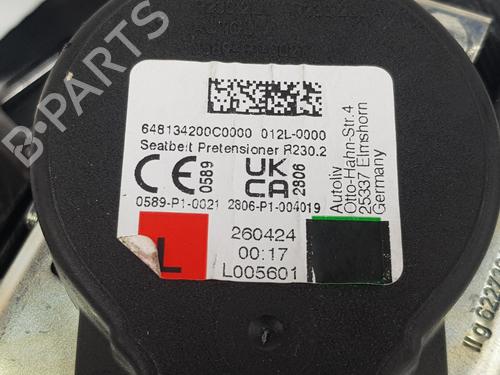 B-PARTS
648134200C0000 012L-0000
Seatbelt Pretensioner R230.2
CE 0589
UK CA 2806
0589-P1-0021 2806-P1-004019
Autoliv
Otto-Hahn-Str. 4
25337 Elmshorn
Germany
L
260424
00:17
L005601